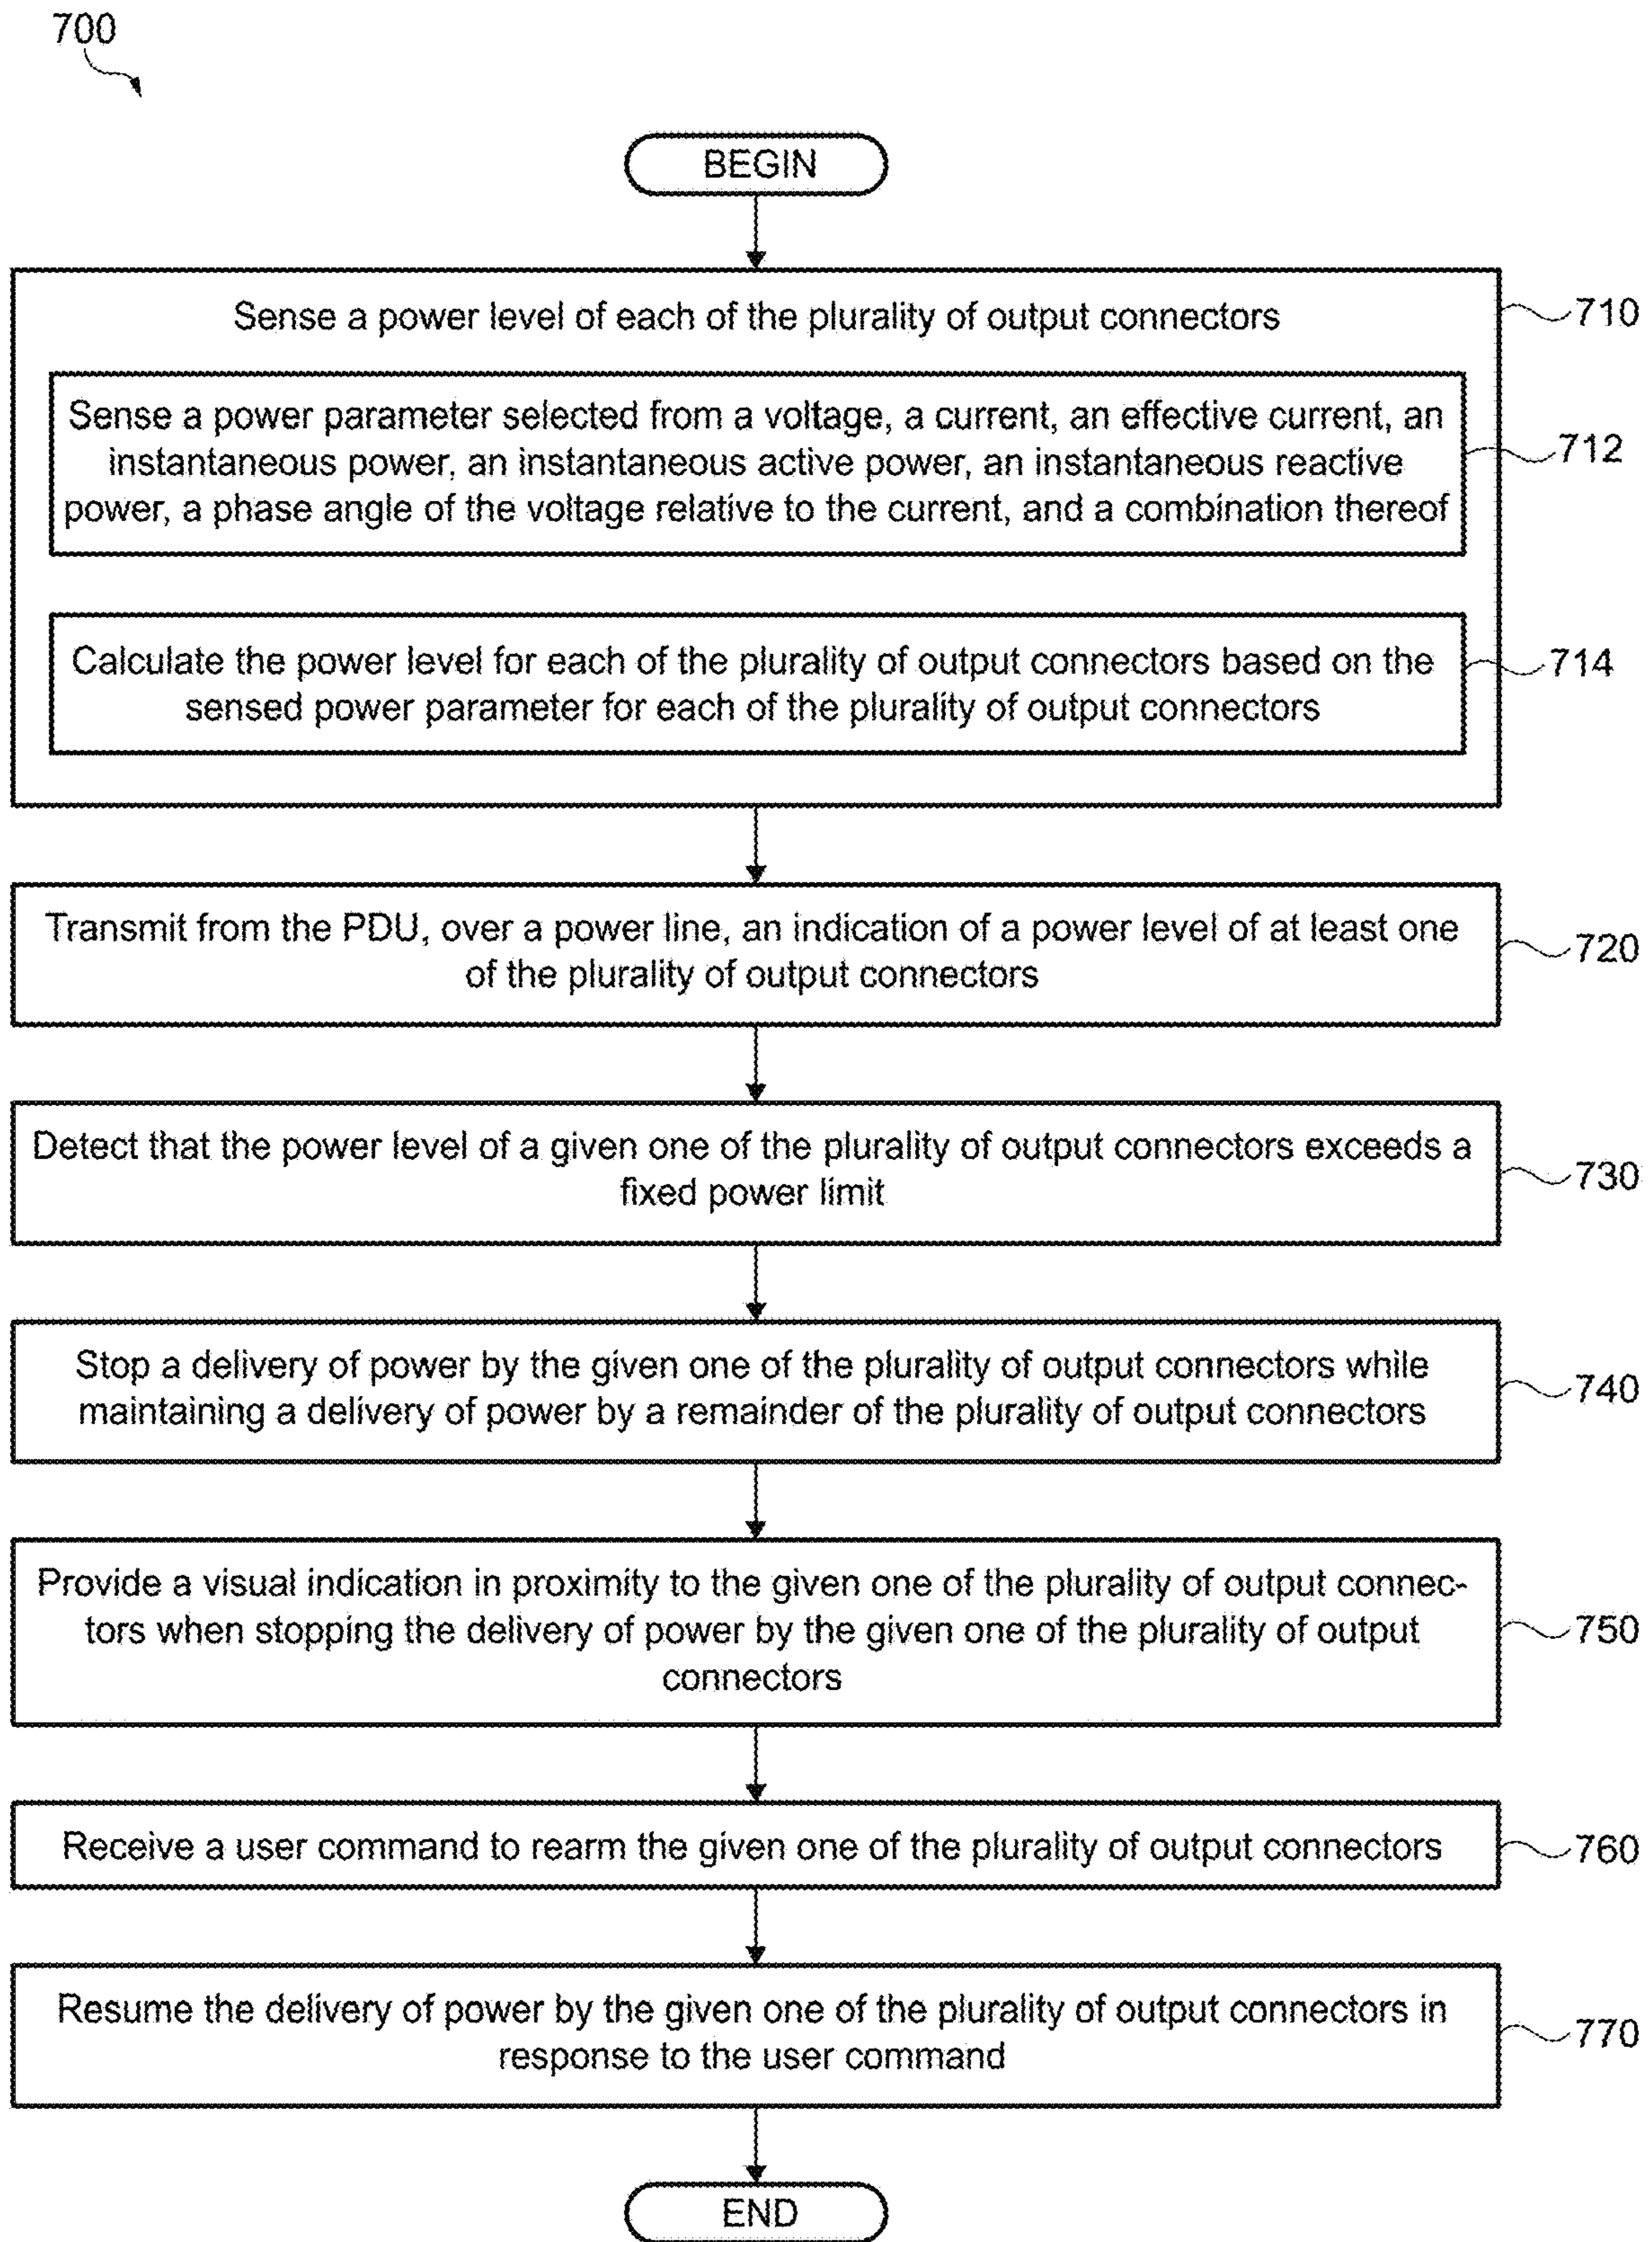 700
BEGIN
Sense a power level of each of the plurality of output connectors
710
Sense a power parameter selected from a voltage, a current, an effective current, an
instantaneous power, an instantaneous active power, an instantaneous reactive
power, a phase angle of the voltage relative to the current, and a combination thereof
712
Calculate the power level for each of the plurality of output connectors based on the
sensed power parameter for each of the plurality of output connectors
714
Transmit from the PDU, over a power line, an indication of a power level of at least one
of the plurality of output connectors
720
Detect that the power level of a given one of the plurality of output connectors exceeds a
fixed power limit
730
Stop a delivery of power by the given one of the plurality of output connectors while
maintaining a delivery of power by a remainder of the plurality of output connectors
740
Provide a visual indication in proximity to the given one of the plurality of output connec-
tors when stopping the delivery of power by the given one of the plurality of output
connectors
750
Receive a user command to rearm the given one of the plurality of output connectors
760
Resume the delivery of power by the given one of the plurality of output connectors in
response to the user command
770
END